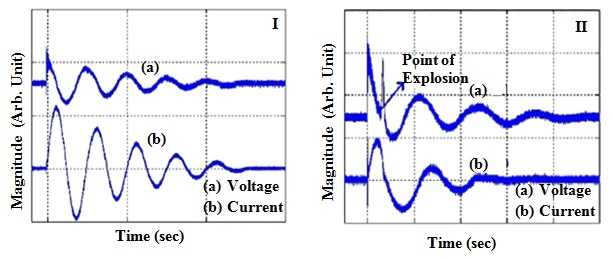 I
(a)
(b)
(a) Voltage
(b) Current
Magnitude (Arb. Unit)
Time (sec)
II
Point of
Explosion
(a)
(b)
(a) Voltage
(b) Current
Magnitude (Arb. Unit)
Time (sec)